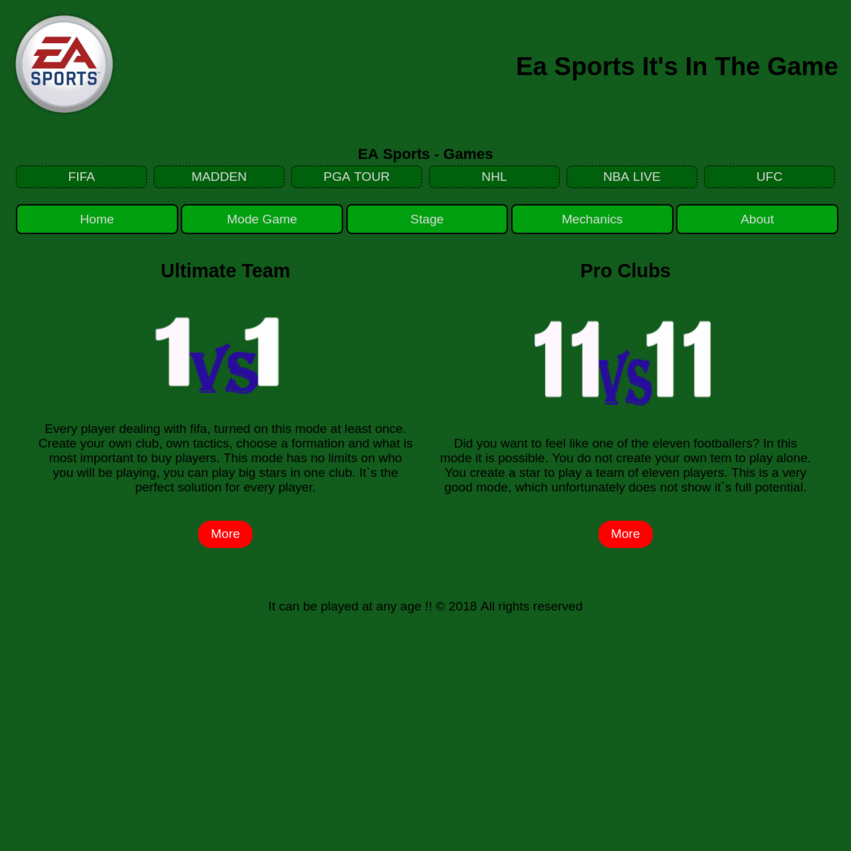 EA
SPORTS
Ea Sports It's In The Game
EA Sports - Games
FIFA
MADDEN
PGA TOUR
NHL
NBA LIVE
UFC
Home
Mode Game
Stage
Mechanics
About
Ultimate Team
1vs1
Every player dealing with fifa, turned on this mode at least once.
Create your own club, own tactics, choose a formation and what is
most important to buy players. This mode has no limits on who
you will be playing, you can play big stars in one club. It`s the
perfect solution for every player.
More
Pro Clubs
11vs11
Did you want to feel like one of the eleven footballers? In this
mode it is possible. You do not create your own tem to play alone.
You create a star to play a team of eleven players. This is a very
good mode, which unfortunately does not show it`s full potential.
More
It can be played at any age !! © 2018 All rights reserved